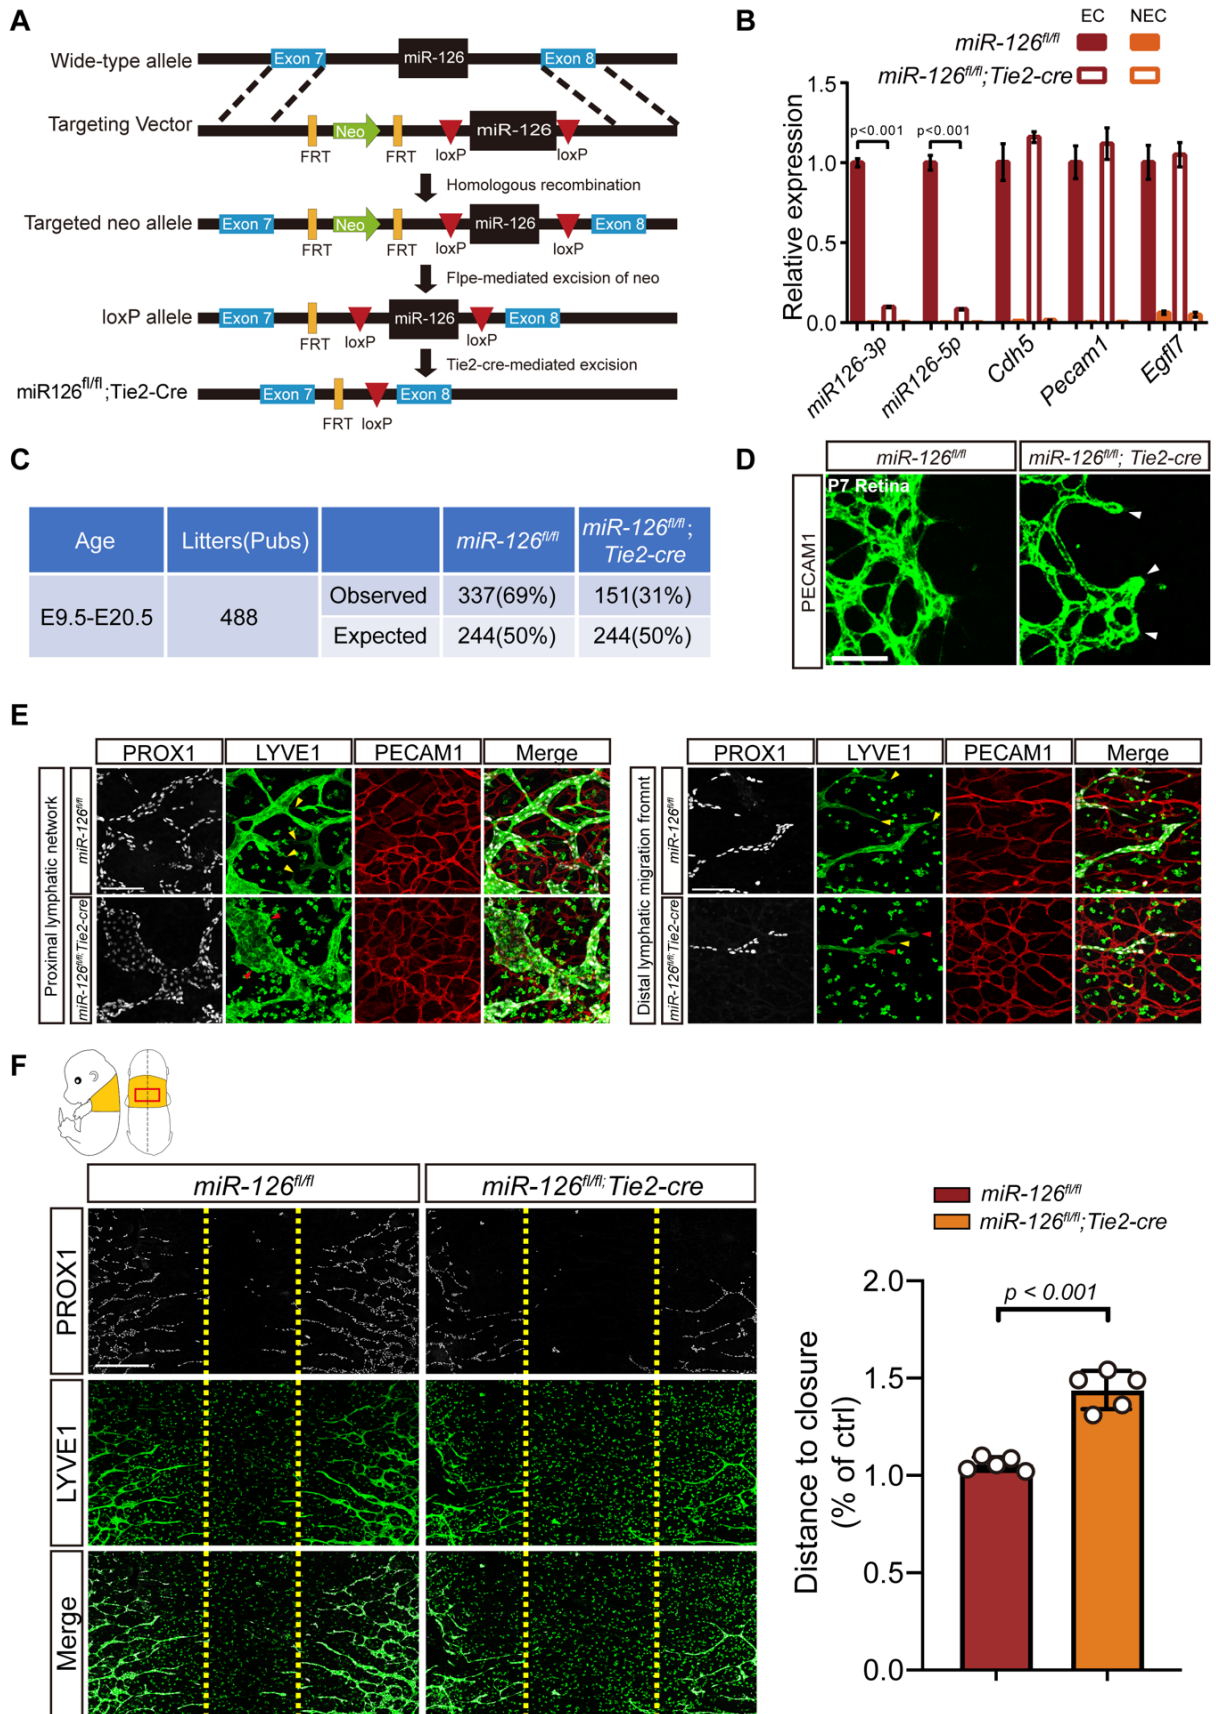 A
Wide-type allele
Exon 7
miR-126
Exon 8
Targeting Vector
Neo
miR-126
FRT
FRT
loxP
loxP
Homologous recombination
Targeted neo allele
Exon 7
Neo
miR-126
Exon 8
FRT
FRT
loxP
loxP
Flpe-mediated excision of neo
loxP allele
Exon 7
miR-126
Exon 8
FRT
loxP
loxP
Tie2-cre-mediated excision
miR126fl/fl;Tie2-Cre
Exon 7
Exon 8
FRT
loxP
B
EC
NEC
miR-126fl/fl
miR-126fl/fl;Tie2-cre
Relative expression
1.5
1.0
0.5
0.0
p<0.001
p<0.001
miR126-3p
miR126-5p
Cdh5
Pecam1
Egfl7
C
Age
Litters(Pubs)
miR-126fl/fl
miR-126fl/fl;
Tie2-cre
E9.5-E20.5
488
Observed
337(69%)
151(31%)
Expected
244(50%)
244(50%)
D
miR-126fl/fl
miR-126fl/fl; Tie2-cre
PECAM1
P7 Retina
E
PROX1
LYVE1
PECAM1
Merge
Proximal lymphatic network
miR-126fl/fl
miR-126fl/fl;Tie2-cre
PROX1
LYVE1
PECAM1
Merge
Distal lymphatic migration fromnt
miR-126fl/fl
miR-126fl/fl;Tie2-cre
F
miR-126fl/fl
miR-126fl/fl;Tie2-cre
PROX1
LYVE1
Merge
miR-126fl/fl
miR-126fl/fl;Tie2-cre
Distance to closure
(% of ctrl)
2.0
1.5
1.0
0.5
0.0
p < 0.001